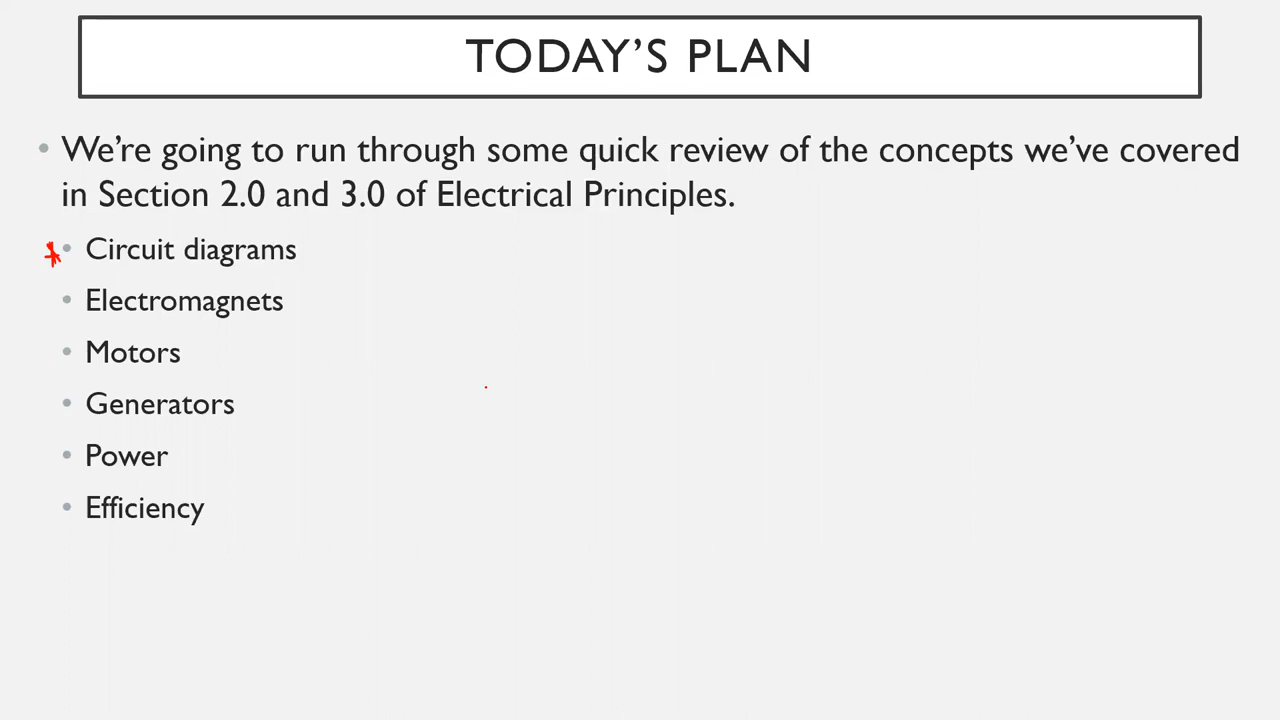 TODAY’S PLAN
• We’re going to run through some quick review of the concepts we’ve covered
in Section 2.0 and 3.0 of Electrical Principles.
• Circuit diagrams
• Electromagnets
• Motors
• Generators
• Power
• Efficiency